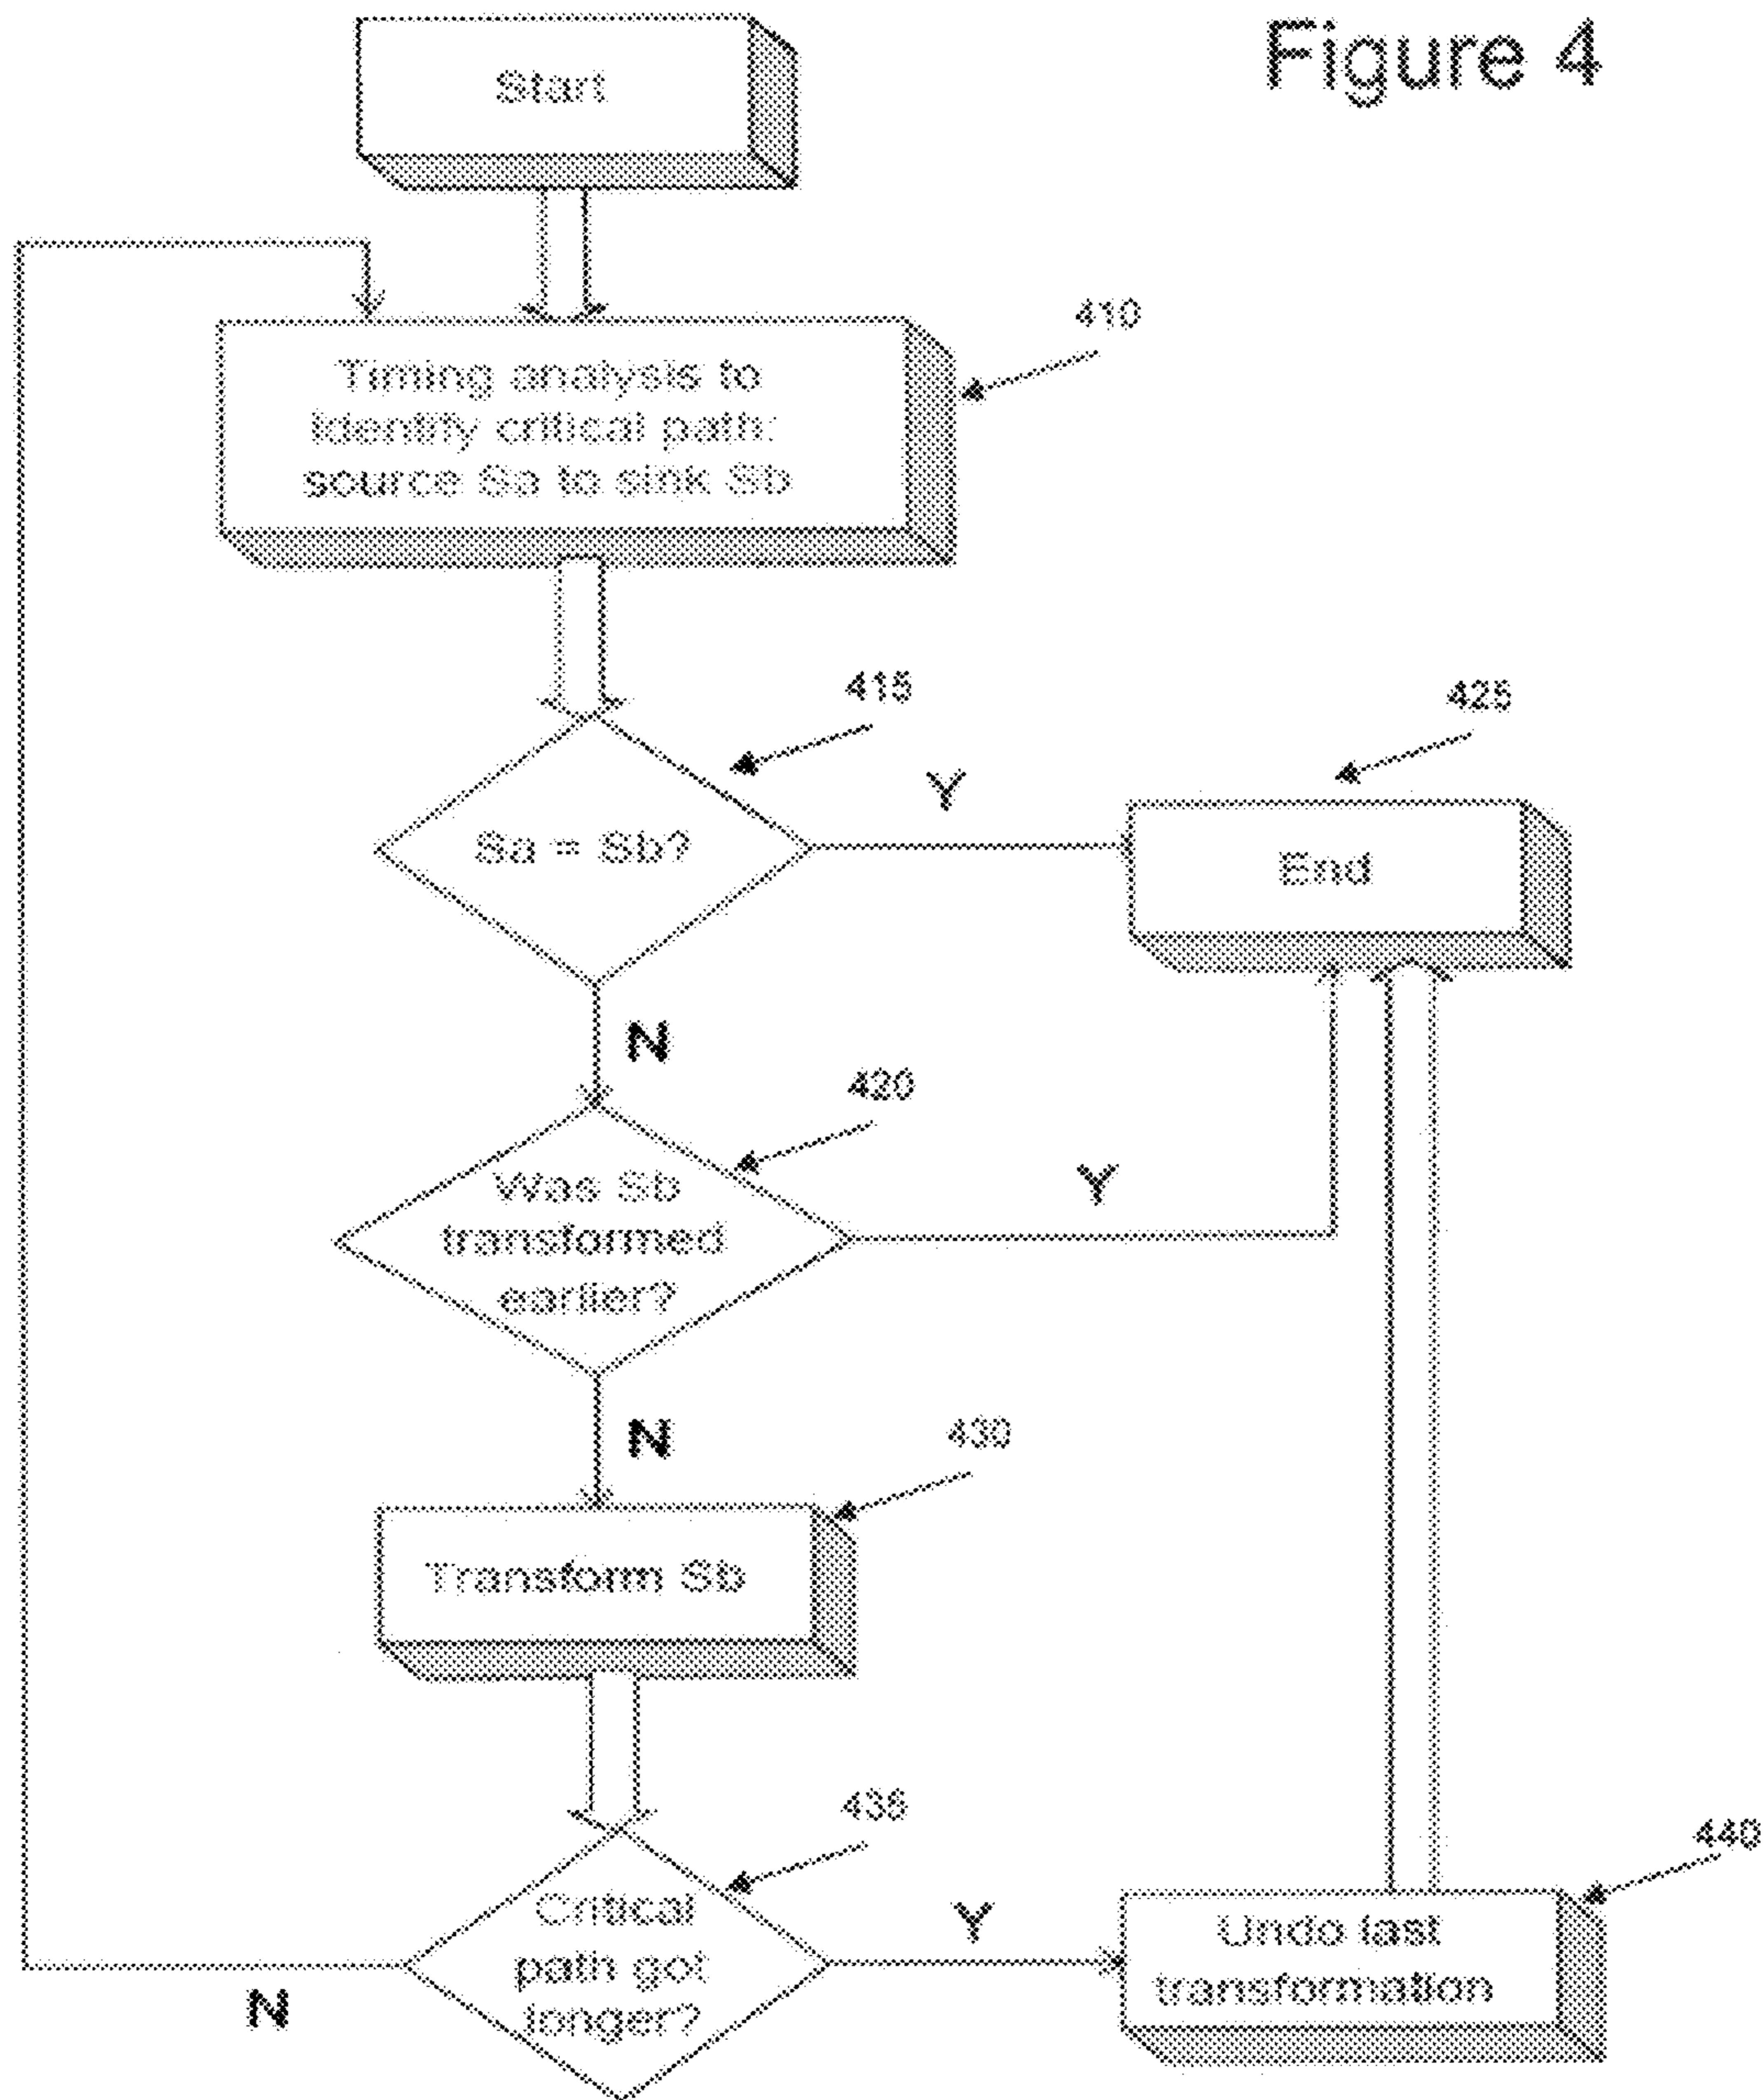 Figure 4
Start
410
Timing analysis to
identify critical path:
source Sa to sink Sb
415
425
Sa = Sb?
Y
End
N
420
Was Sb
transformed
earlier?
Y
N
430
Transform Sb
435
440
Critical
path got
longer?
Y
Undo last
transformation
N